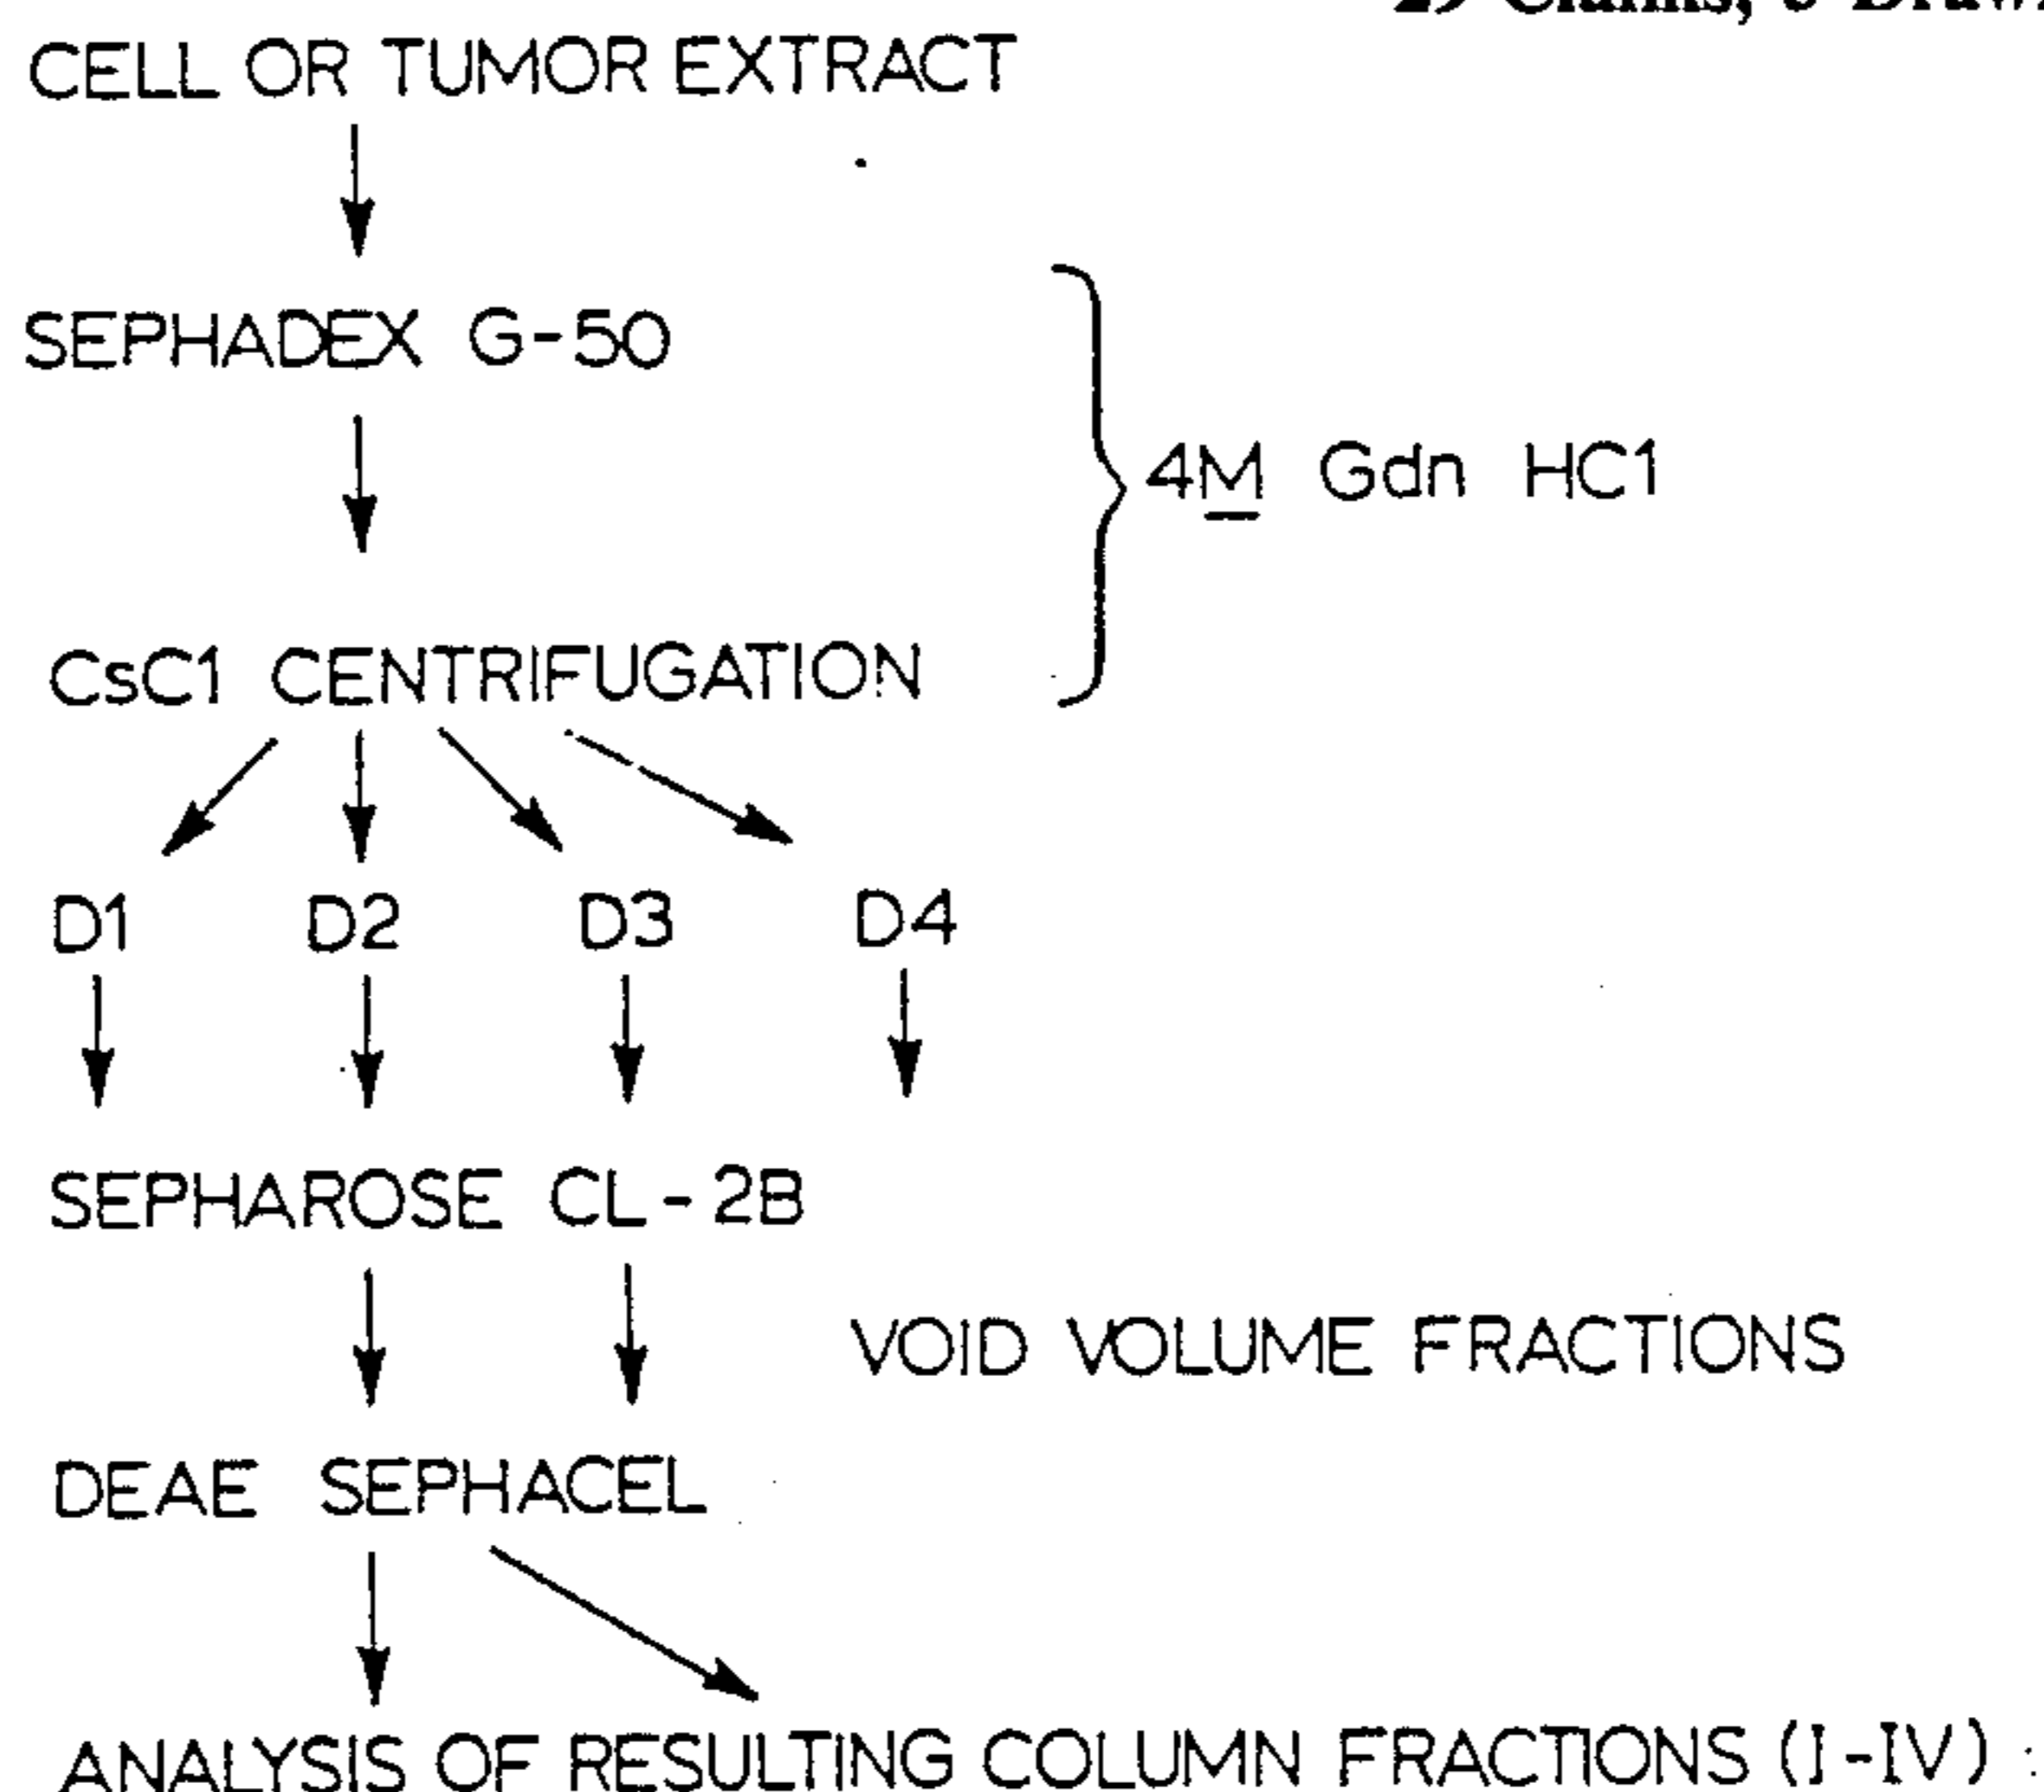 CELL OR TUMOR EXTRACT
SEPHADEX G-50
4M Gdn HC1
CsC1 CENTRIFUGATION
D1 D2 D3 D4
SEPHAROSE CL-2B
VOID VOLUME FRACTIONS
DEAE SEPHACEL
ANALYSIS OF RESULTING COLUMN FRACTIONS (I-IV)